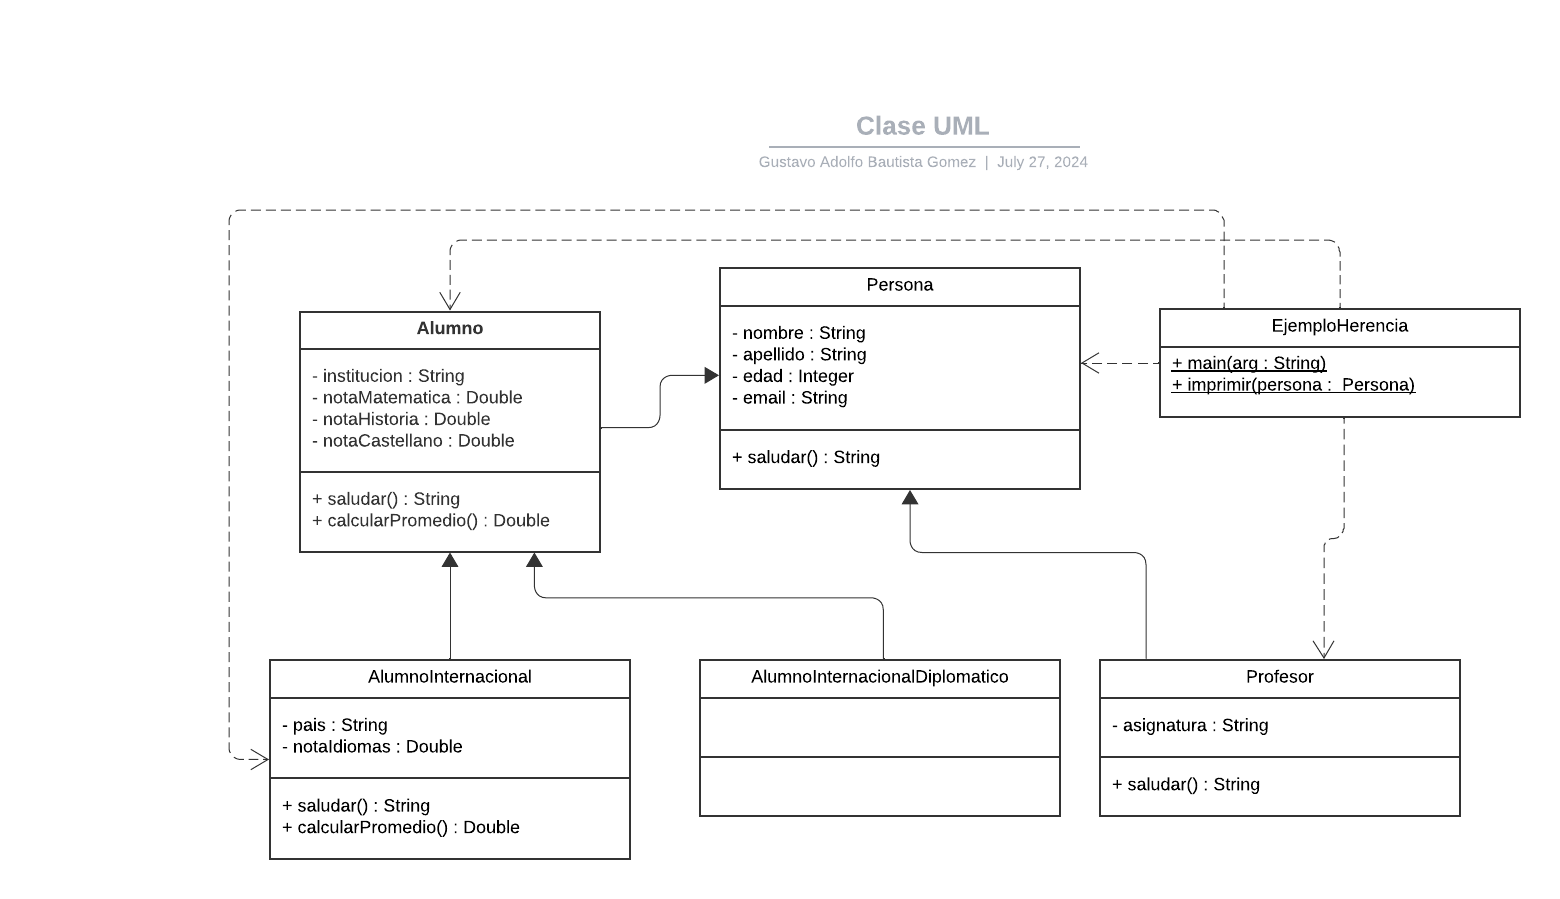 Clase UML
Gustavo Adolfo Bautista Gomez | July 27, 2024
Persona
- nombre : String
- apellido : String
- edad : Integer
- email : String
+ saludar() : String
EjemploHerencia
+ main(arg : String)
+ imprimir(persona :  Persona)
Alumno
- institucion : String
- notaMatematica : Double
- notaHistoria : Double
- notaCastellano : Double
+ saludar() : String
+ calcularPromedio() : Double
AlumnoInternacional
- pais : String
- notaIdiomas : Double
+ saludar() : String
+ calcularPromedio() : Double
AlumnoInternacionalDiplomatico
Profesor
- asignatura : String
+ saludar() : String